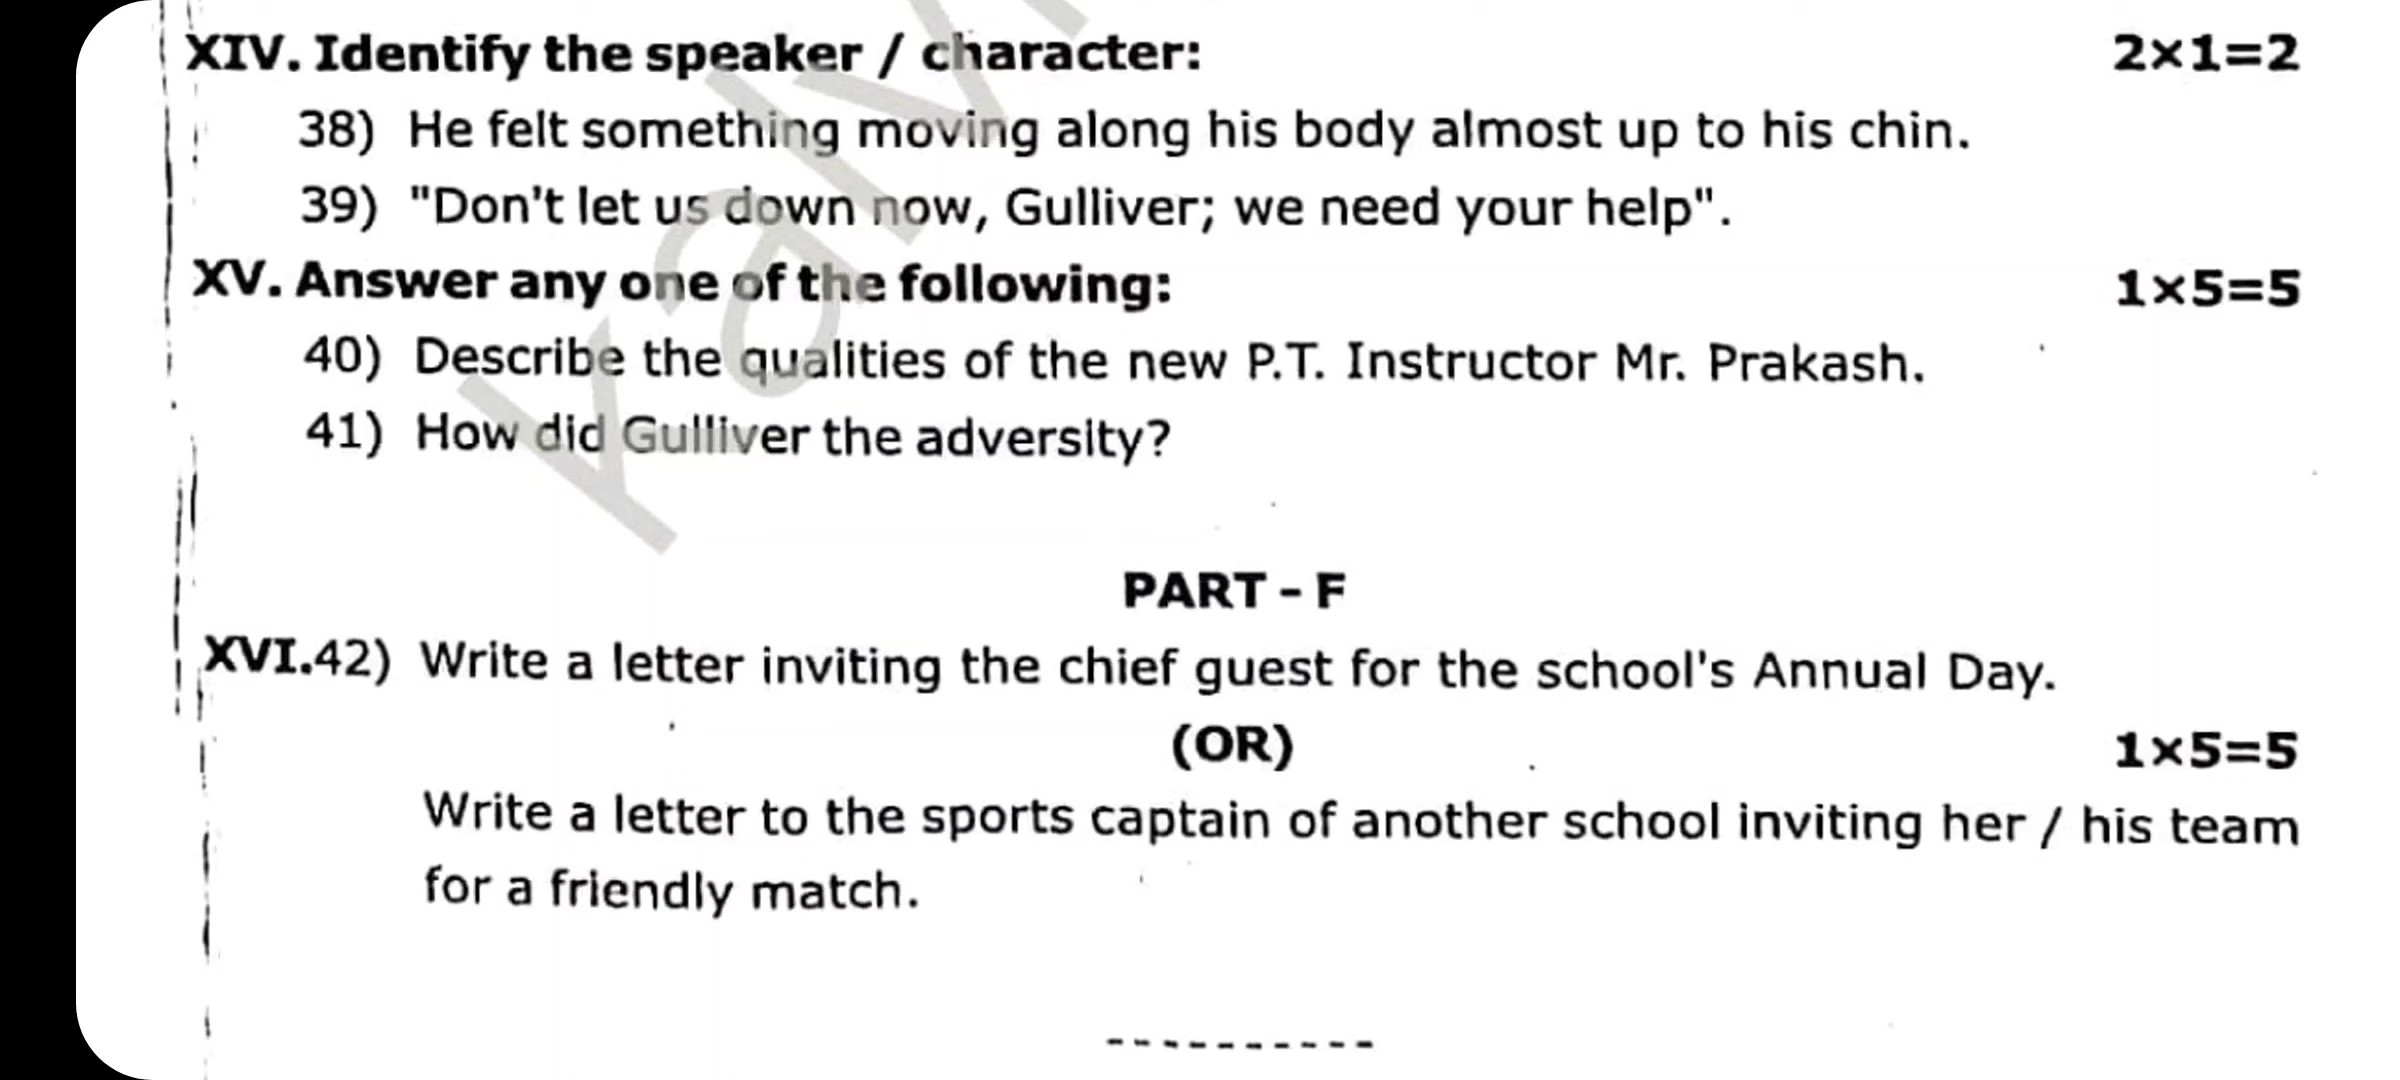 XIV. Identify the speaker / character: 2×1=2
38) He felt something moving along his body almost up to his chin.
39) "Don't let us down now, Gulliver; we need your help".
XV. Answer any one of the following: 1×5=5
40) Describe the qualities of the new P.T. Instructor Mr. Prakash.
41) How did Gulliver the adversity?
PART - F
XVI.42) Write a letter inviting the chief guest for the school's Annual Day.
(OR) 1×5=5
Write a letter to the sports captain of another school inviting her / his team
for a friendly match.
----------